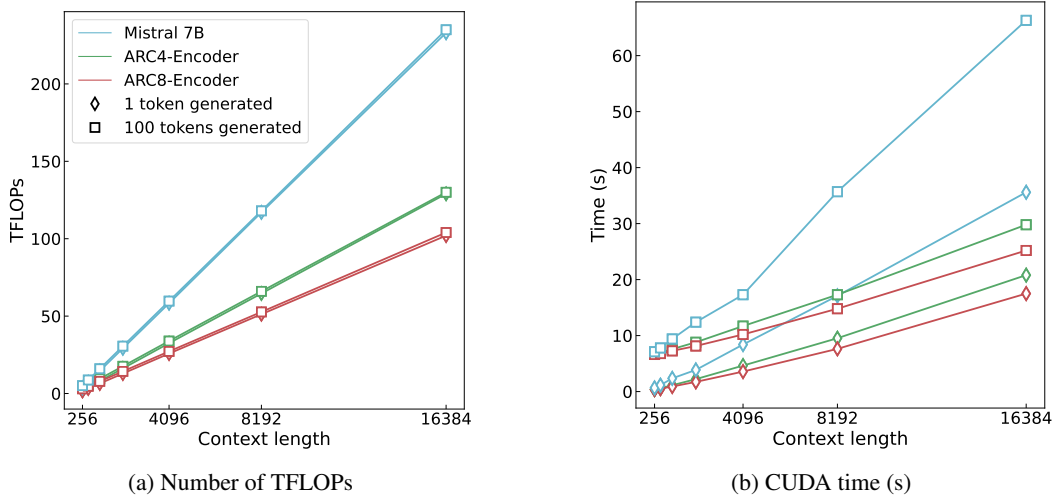 Mistral 7B
ARC4-Encoder
ARC8-Encoder
1 token generated
100 tokens generated
TFLOPs
200
150
100
50
0
256
4096
8192
16384
Context length
(a) Number of TFLOPs
Time (s)
60
50
40
30
20
10
0
256
4096
8192
16384
Context length
(b) CUDA time (s)